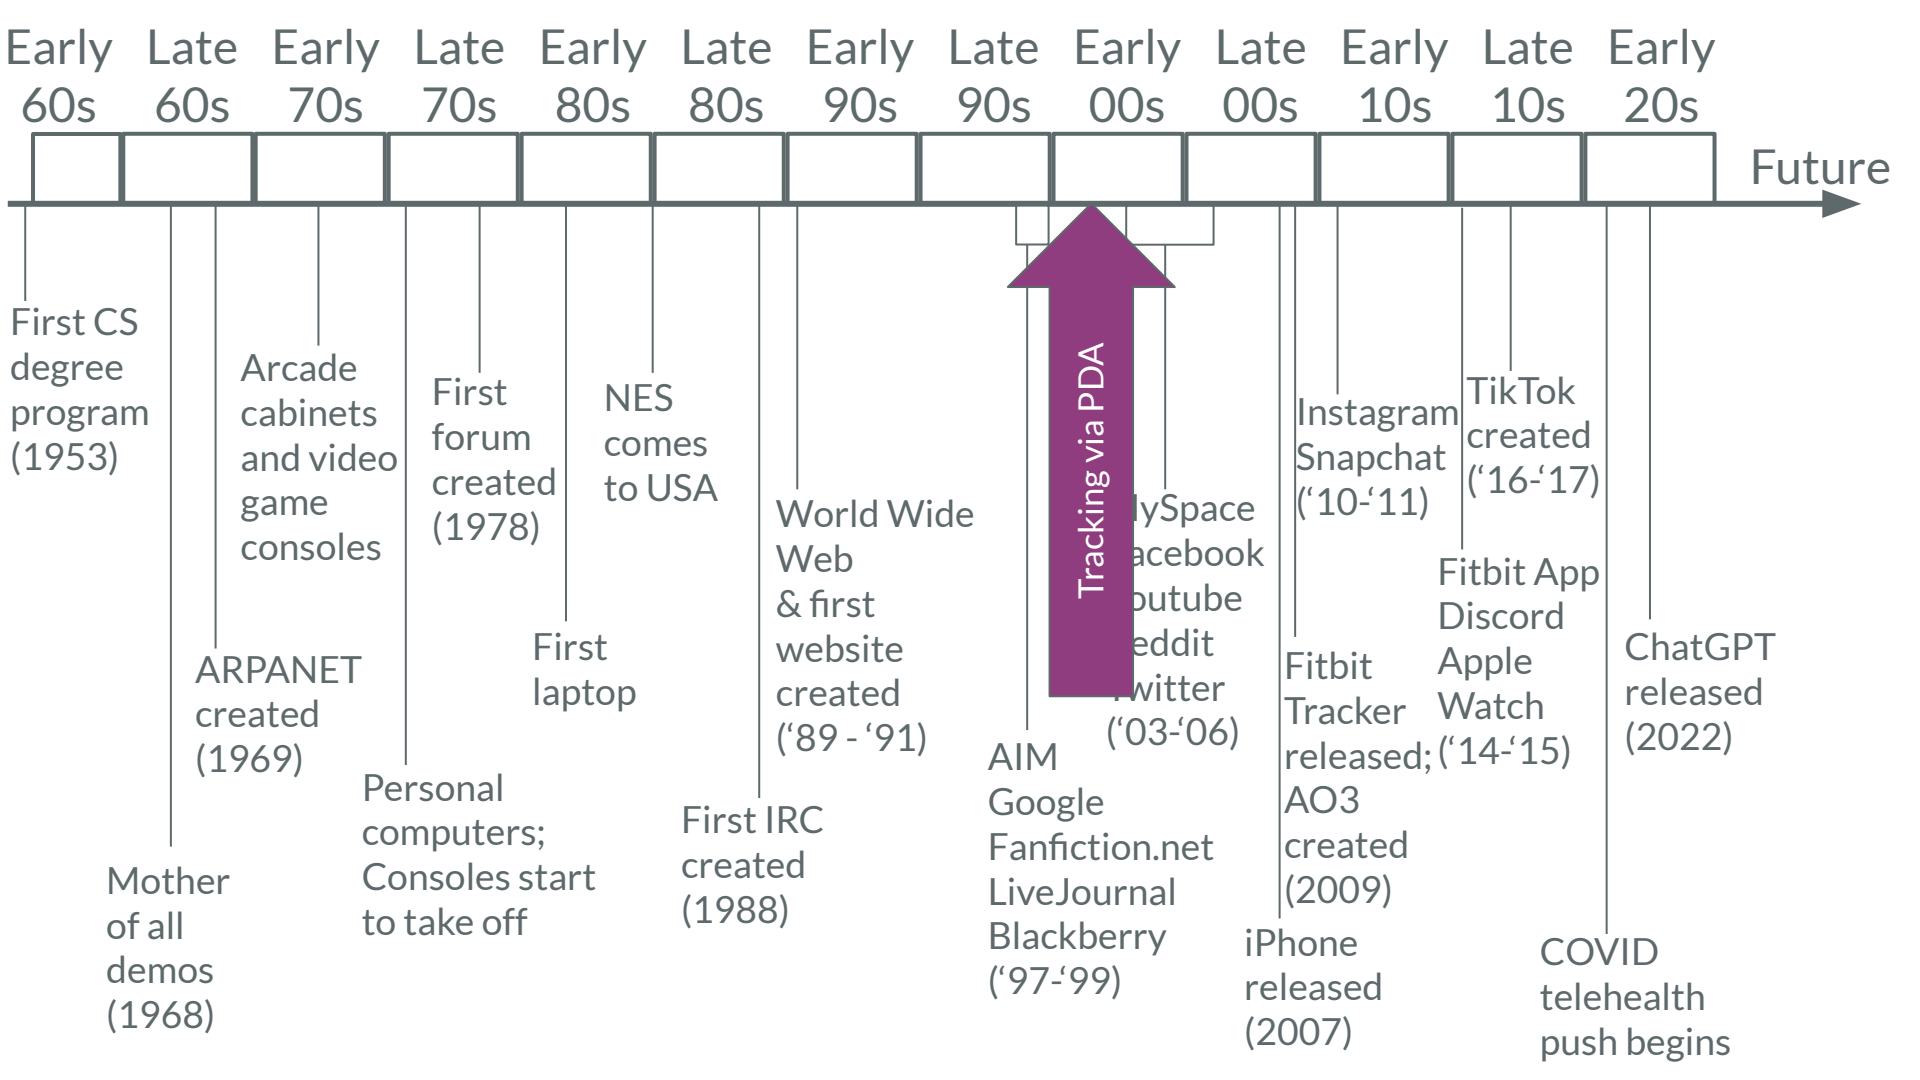 Early Late Early Late Early Late Early Late Early Late Early Late Early
60s 60s 70s 70s 80s 80s 90s 90s 00s 00s 10s 10s 20s
Future
First CS
degree
program
(1953)
Mother
of all
demos
(1968)
ARPANET
created
(1969)
Arcade
cabinets
and video
game
consoles
Personal
computers;
Consoles start
to take off
First
forum
created
(1978)
First
laptop
NES
comes
to USA
First IRC
created
(1988)
World Wide
Web
& first
website
created
(‘89 - ‘91)
AIM
Google
Fanfiction.net
LiveJournal
Blackberry
(‘97-‘99)
Tracking via PDA
ySpace
acebook
outube
eddit
witter
(‘03-‘06)
iPhone
released
(2007)
Fitbit
Tracker
released;
AO3
created
(2009)
Instagram
Snapchat
(‘10-‘11)
Fitbit App
Discord
Apple
Watch
(‘14-‘15)
TikTok
created
(‘16-‘17)
COVID
telehealth
push begins
ChatGPT
released
(2022)